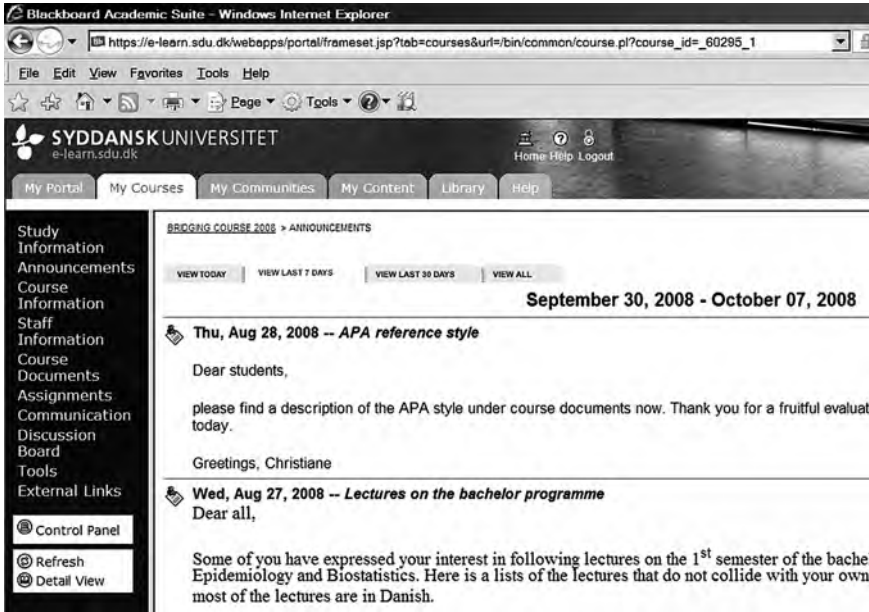 Blackboard Academic Suite - Windows Internet Explorer
https://e-learn.sdu.dk/webapps/portal/frameset.jsp?tab=courses&url=/bin/common/course.pl?course_id=_60295_1
File Edit View Favorites Tools Help
Page Tools
SYDDANSK UNIVERSITET
e-learn.sdu.dk
Home Help Logout
My Portal My Courses My Communities My Content Library Help
Study
Information
Announcements
Course
Information
Staff
Information
Course
Documents
Assignments
Communication
Discussion
Board
Tools
External Links
Control Panel
Refresh
Detail View
BRIDGING COURSE 2008 > ANNOUNCEMENTS
VIEW TODAY VIEW LAST 7 DAYS VIEW LAST 30 DAYS VIEW ALL
September 30, 2008 - October 07, 2008
Thu, Aug 28, 2008 -- APA reference style
Dear students,
please find a description of the APA style under course documents now. Thank you for a fruitful evaluat
today.
Greetings, Christiane
Wed, Aug 27, 2008 -- Lectures on the bachelor programme
Dear all,
Some of you have expressed your interest in following lectures on the 1st semester of the bache
Epidemiology and Biostatistics. Here is a lists of the lectures that do not collide with your own
most of the lectures are in Danish.